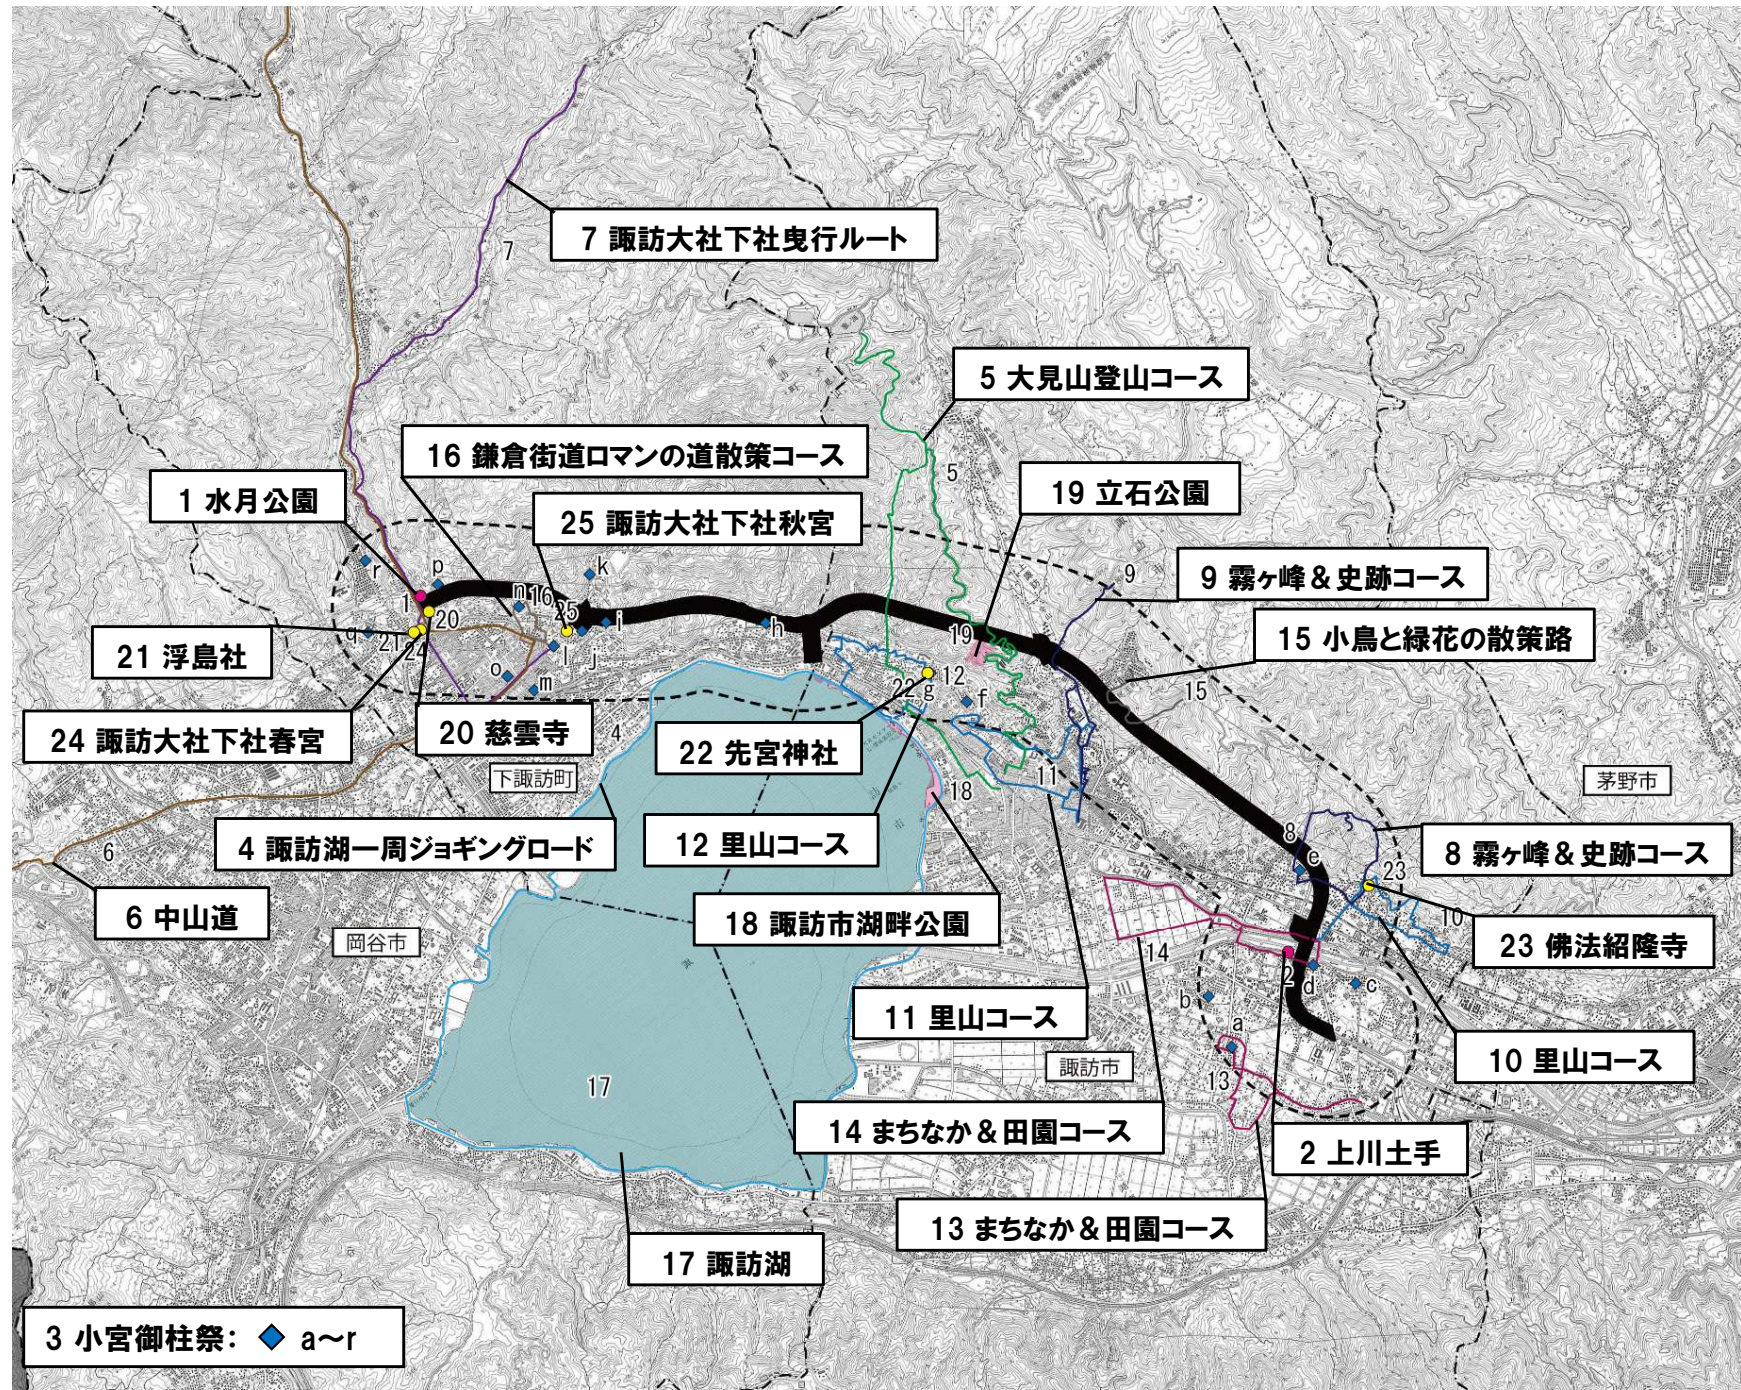 7 諏訪大社下社曳行ルート
7
5 大見山登山コース
16 鎌倉街道ロマンの道散策コース
5
1 水月公園
19 立石公園
25 諏訪大社下社秋宮
9 霧ヶ峰&史跡コース
9
r
p
k
n
16
1
25
20
i
h
19
15 小鳥と緑花の散策路
21 浮島社
q
21
24
l
j
o
m
12
22
g
f
15
24 諏訪大社下社春宮
20 慈雲寺
4
22 先宮神社
下諏訪町
11
18
茅野市
4 諏訪湖一周ジョギングロード
12 里山コース
8
e
8 霧ヶ峰&史跡コース
6
23
6 中山道
18 諏訪市湖畔公園
10
岡谷市
14
23 佛法紹隆寺
2
d
c
b
11 里山コース
a
10 里山コース
諏訪市
17
13
14 まちなか&田園コース
2 上川土手
13 まちなか&田園コース
17 諏訪湖
3 小宮御柱祭: ◆ a~r